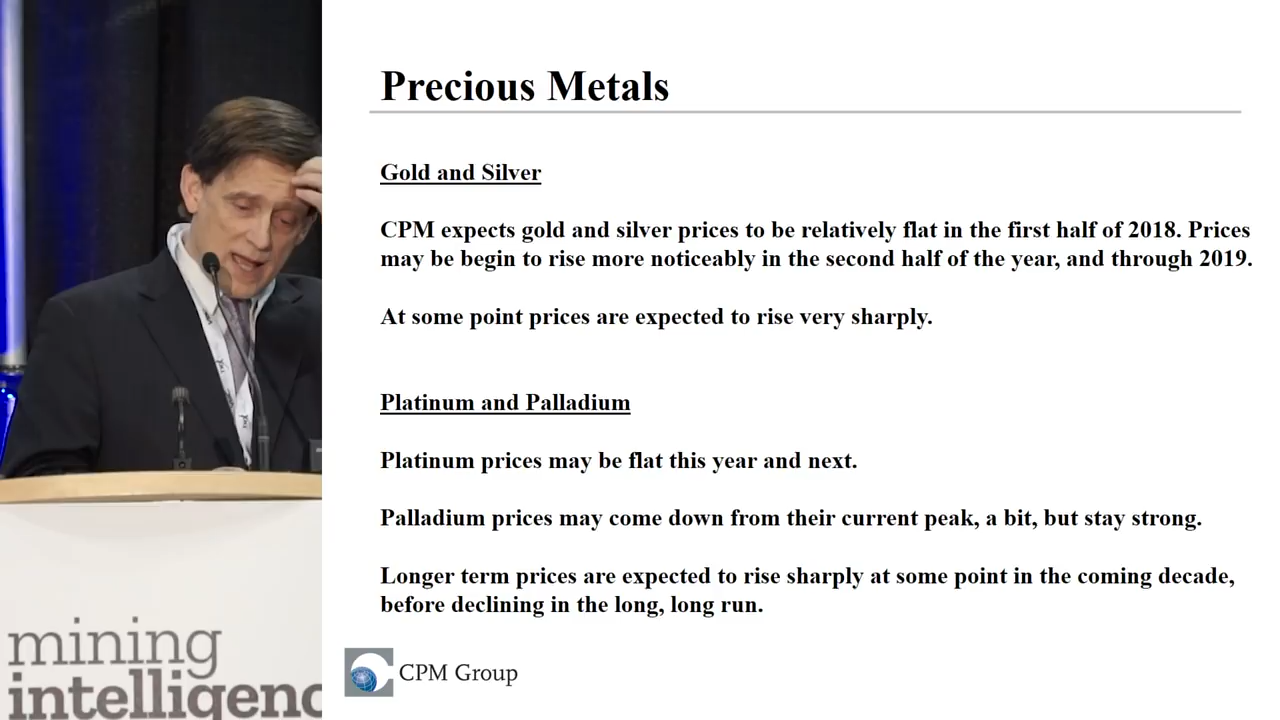 Precious Metals
Gold and Silver
CPM expects gold and silver prices to be relatively flat in the first half of 2018. Prices
may be begin to rise more noticeably in the second half of the year, and through 2019.
At some point prices are expected to rise very sharply.
Platinum and Palladium
Platinum prices may be flat this year and next.
Palladium prices may come down from their current peak, a bit, but stay strong.
Longer term prices are expected to rise sharply at some point in the coming decade,
before declining in the long, long run.
CPM Group
mining
intelligenc